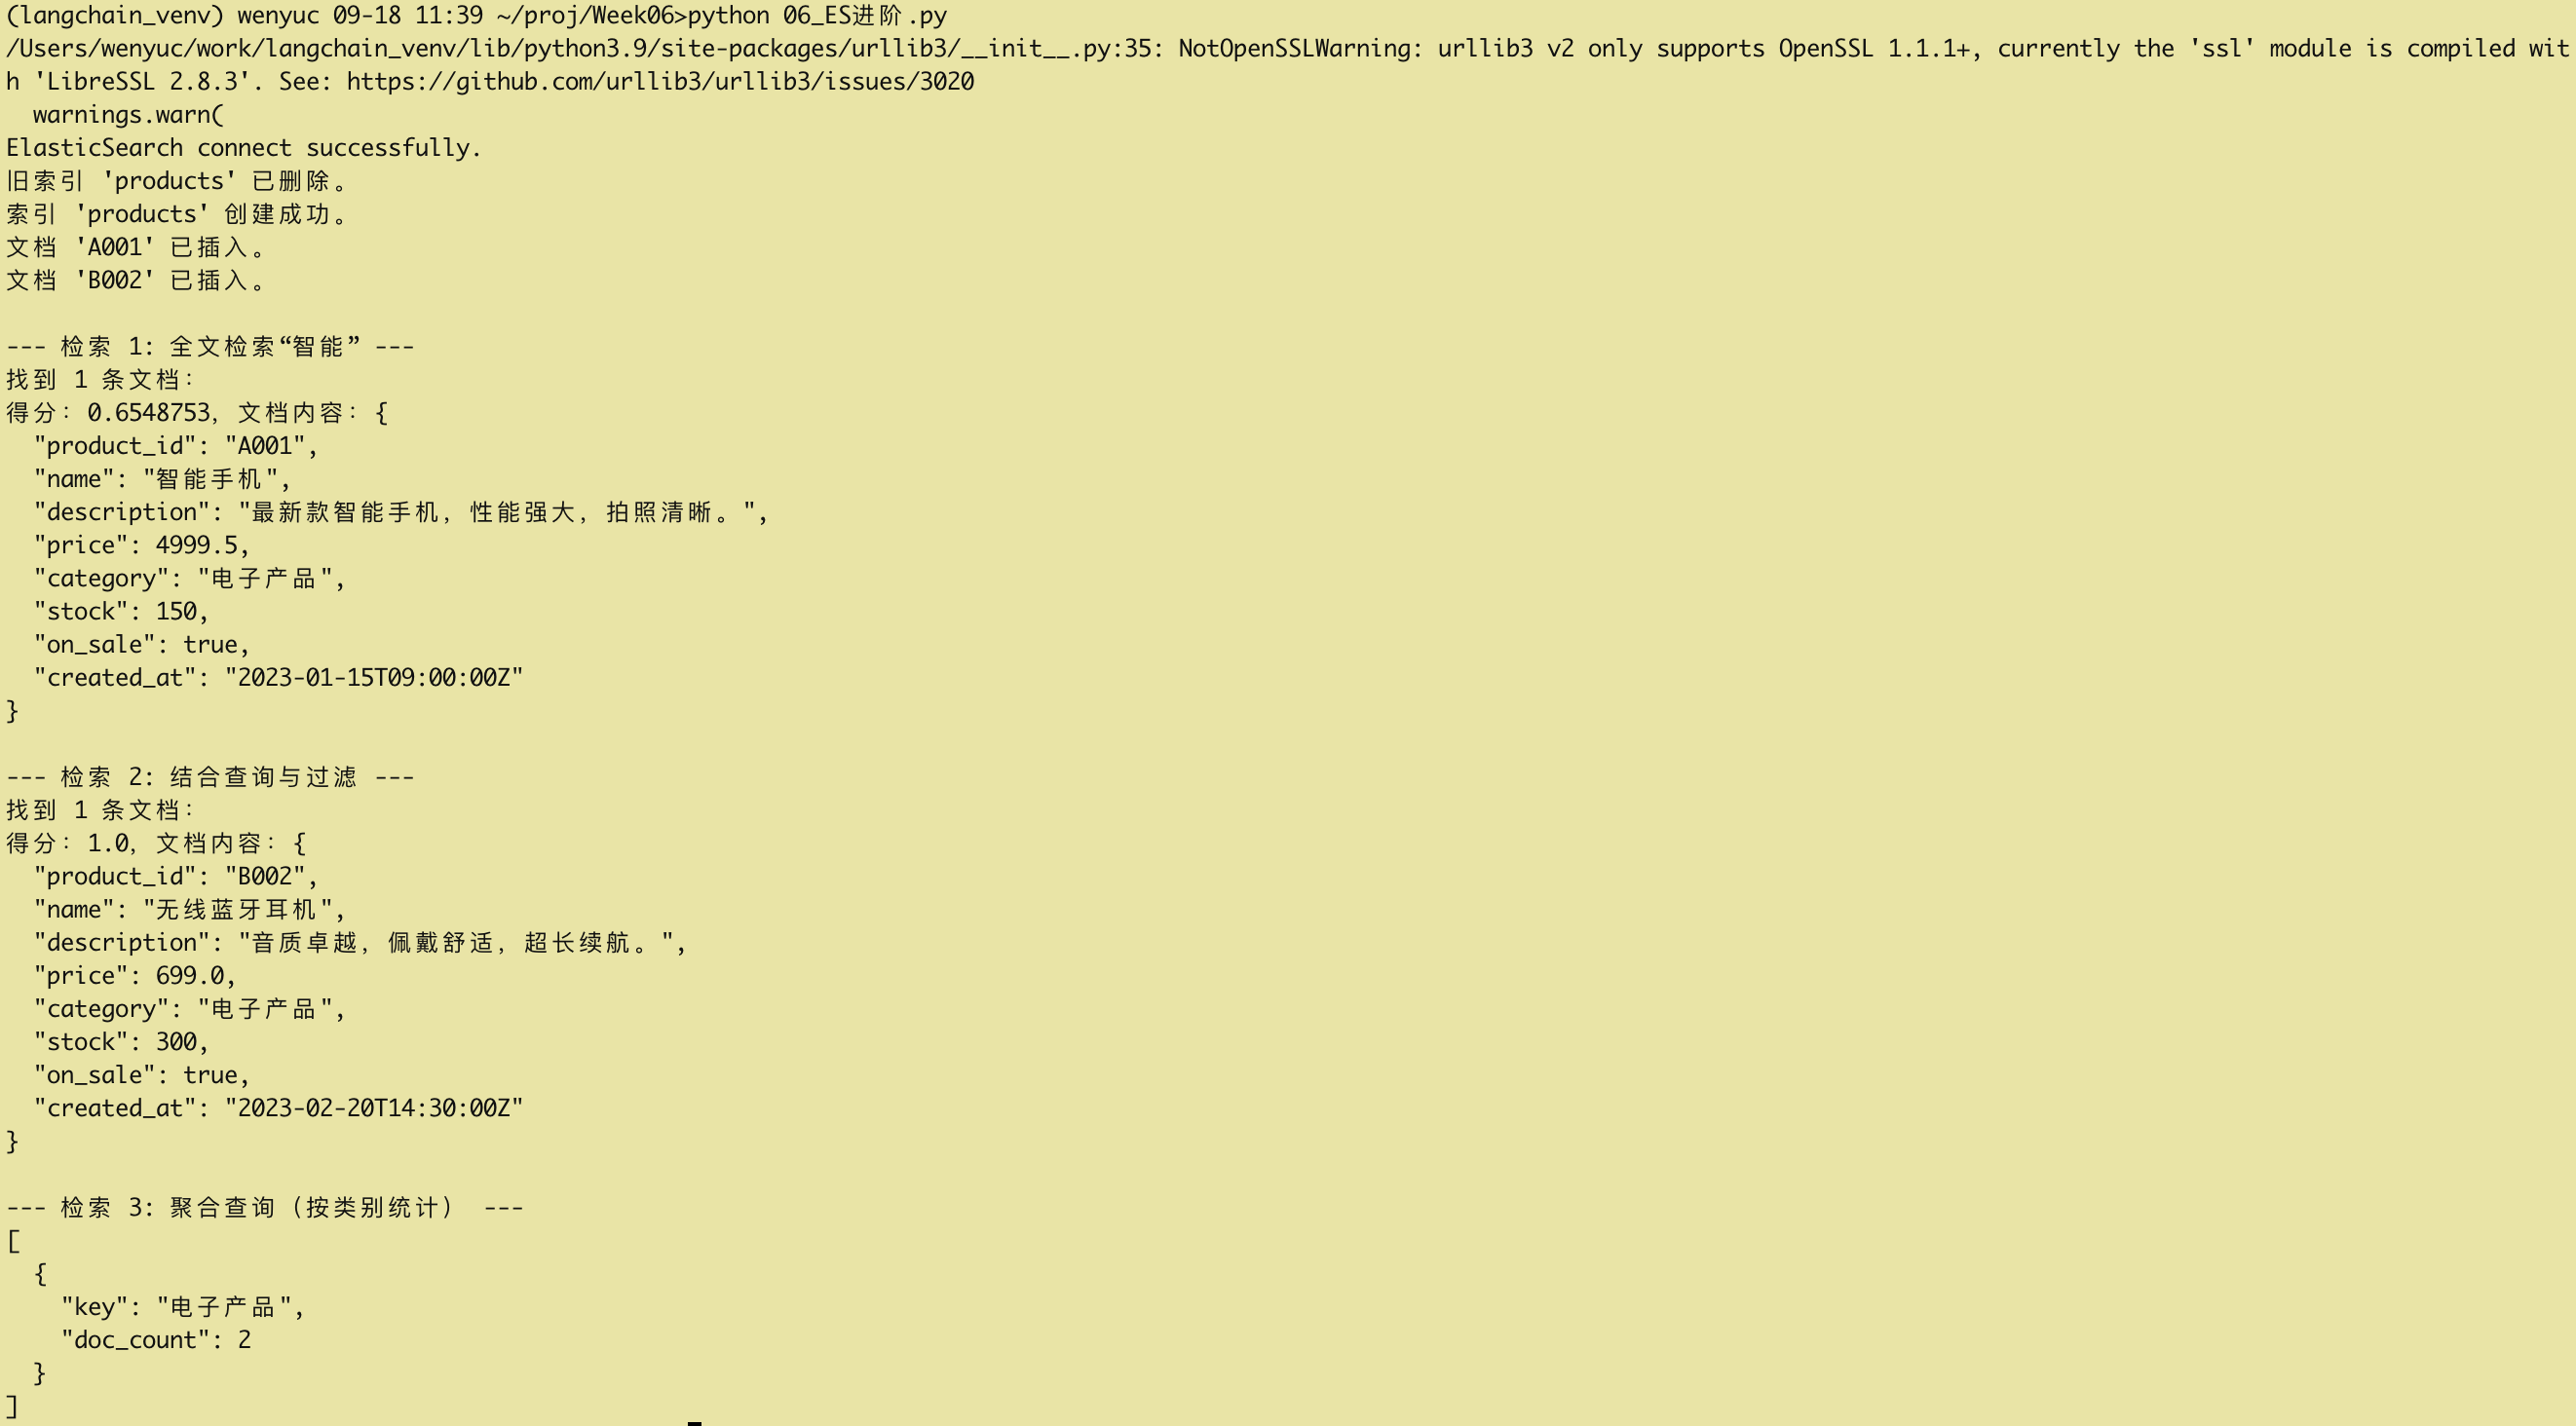 (langchain_venv) wenyuc 09-18 11:39 ~/proj/Week06>python 06_ES进阶.py
/Users/wenyuc/work/langchain_venv/lib/python3.9/site-packages/urllib3/__init__.py:35: NotOpenSSLWarning: urllib3 v2 only supports OpenSSL 1.1.1+, currently the 'ssl' module is compiled wit
h 'LibreSSL 2.8.3'. See: https://github.com/urllib3/urllib3/issues/3020
  warnings.warn(
ElasticSearch connect successfully.
旧索引 'products' 已删除。
索引 'products' 创建成功。
文档 'A001' 已插入。
文档 'B002' 已插入。

--- 检索 1: 全文检索“智能” ---
找到 1 条文档：
得分：0.6548753，文档内容：{
  "product_id": "A001",
  "name": "智能手机",
  "description": "最新款智能手机，性能强大，拍照清晰。",
  "price": 4999.5,
  "category": "电子产品",
  "stock": 150,
  "on_sale": true,
  "created_at": "2023-01-15T09:00:00Z"
}

--- 检索 2: 结合查询与过滤 ---
找到 1 条文档：
得分：1.0，文档内容：{
  "product_id": "B002",
  "name": "无线蓝牙耳机",
  "description": "音质卓越，佩戴舒适，超长续航。",
  "price": 699.0,
  "category": "电子产品",
  "stock": 300,
  "on_sale": true,
  "created_at": "2023-02-20T14:30:00Z"
}

--- 检索 3: 聚合查询（按类别统计） ---
[
  {
    "key": "电子产品",
    "doc_count": 2
  }
]